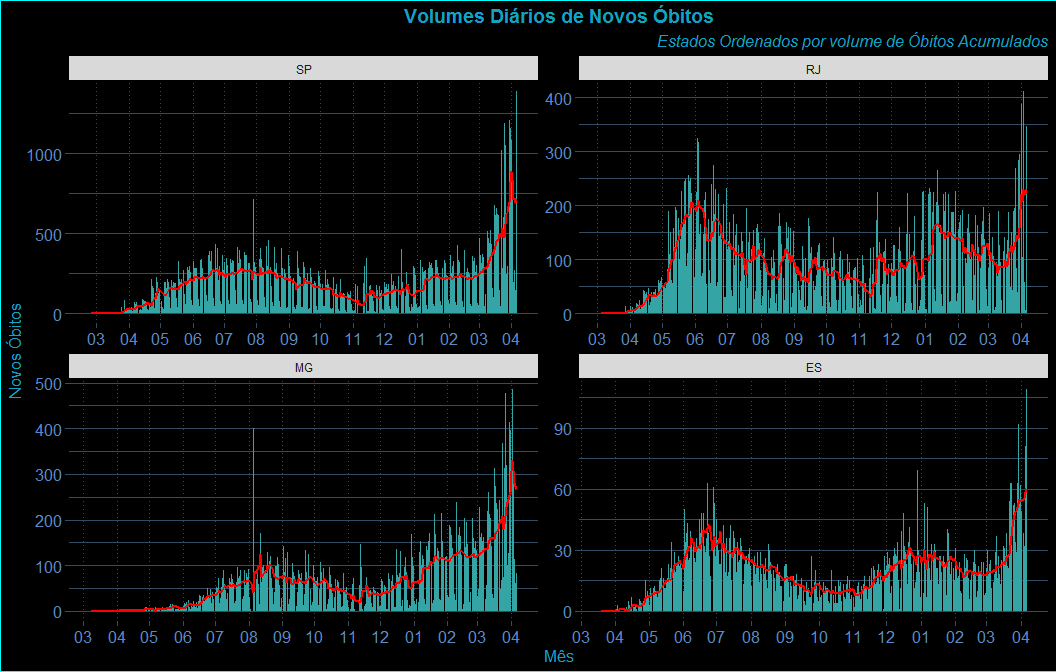 Volumes Diários de Novos Óbitos
Estados Ordenados por volume de Óbitos Acumulados
SP
RJ
1000
500
0
03 04 05 06 07 08 09 10 11 12 01 02 03 04
400
300
200
100
0
03 04 05 06 07 08 09 10 11 12 01 02 03 04
MG
ES
500
400
300
200
100
0
03 04 05 06 07 08 09 10 11 12 01 02 03 04
90
60
30
0
03 04 05 06 07 08 09 10 11 12 01 02 03 04
Novos Óbitos
Mês